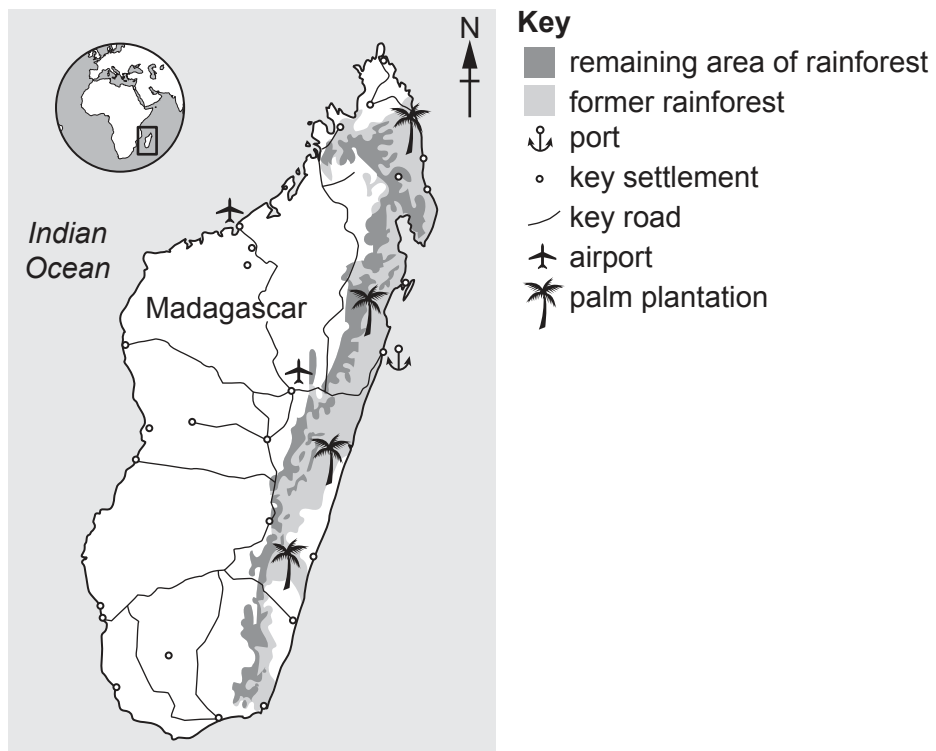 N
Indian
Ocean
Madagascar
Key
remaining area of rainforest
former rainforest
port
key settlement
key road
airport
palm plantation